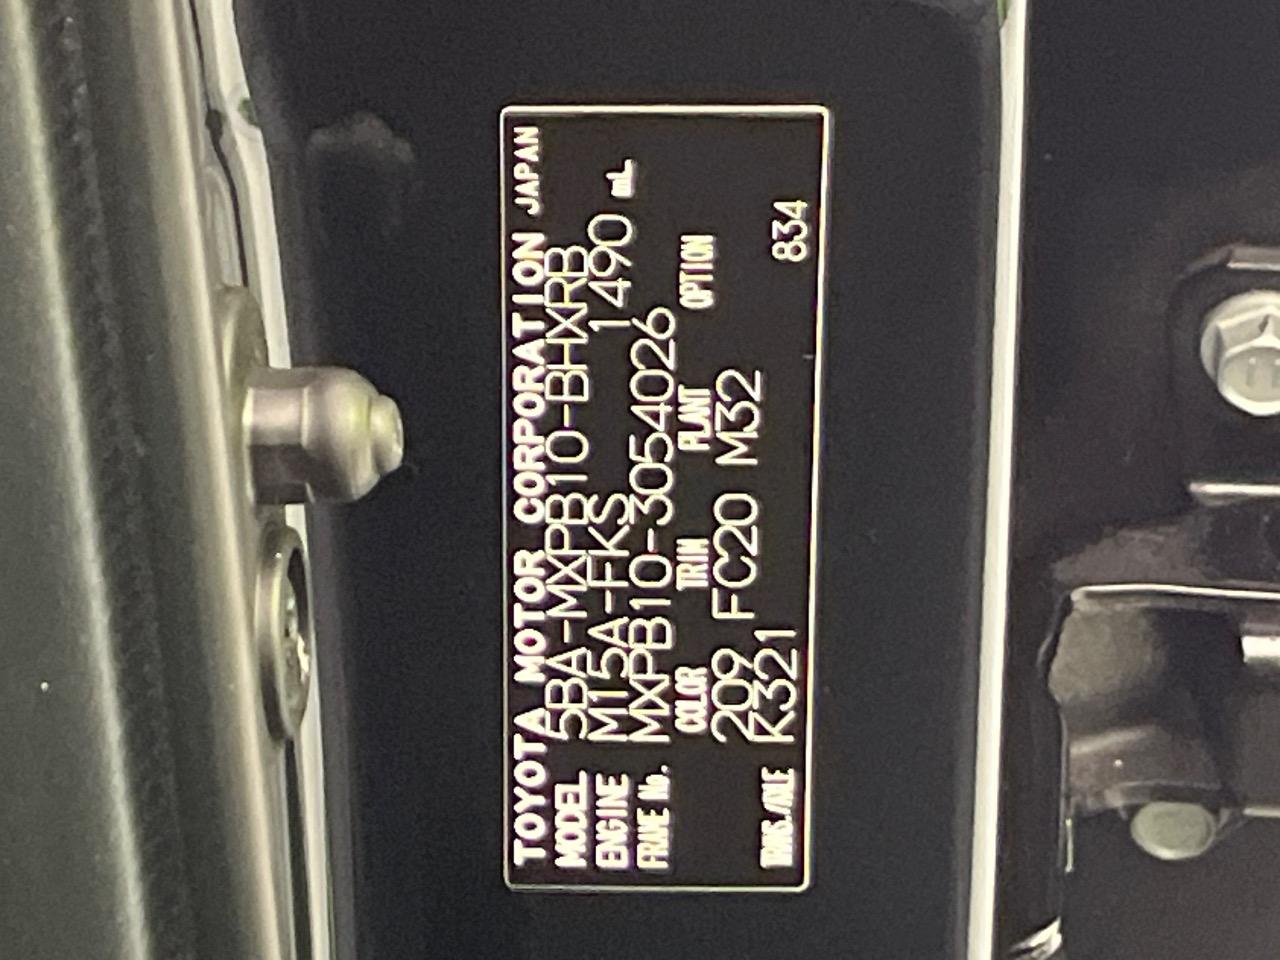 TOYOTA MOTOR CORPORATION JAPAN
MODEL 5BA-MXPB10-BHXRB
ENGINE M15A-FKS 1490 mL
FRAME No. MXPB10-3054026
COLOR TRIM PLANT OPTION
209 FC20 M32
TRANS./AXLE K321 834